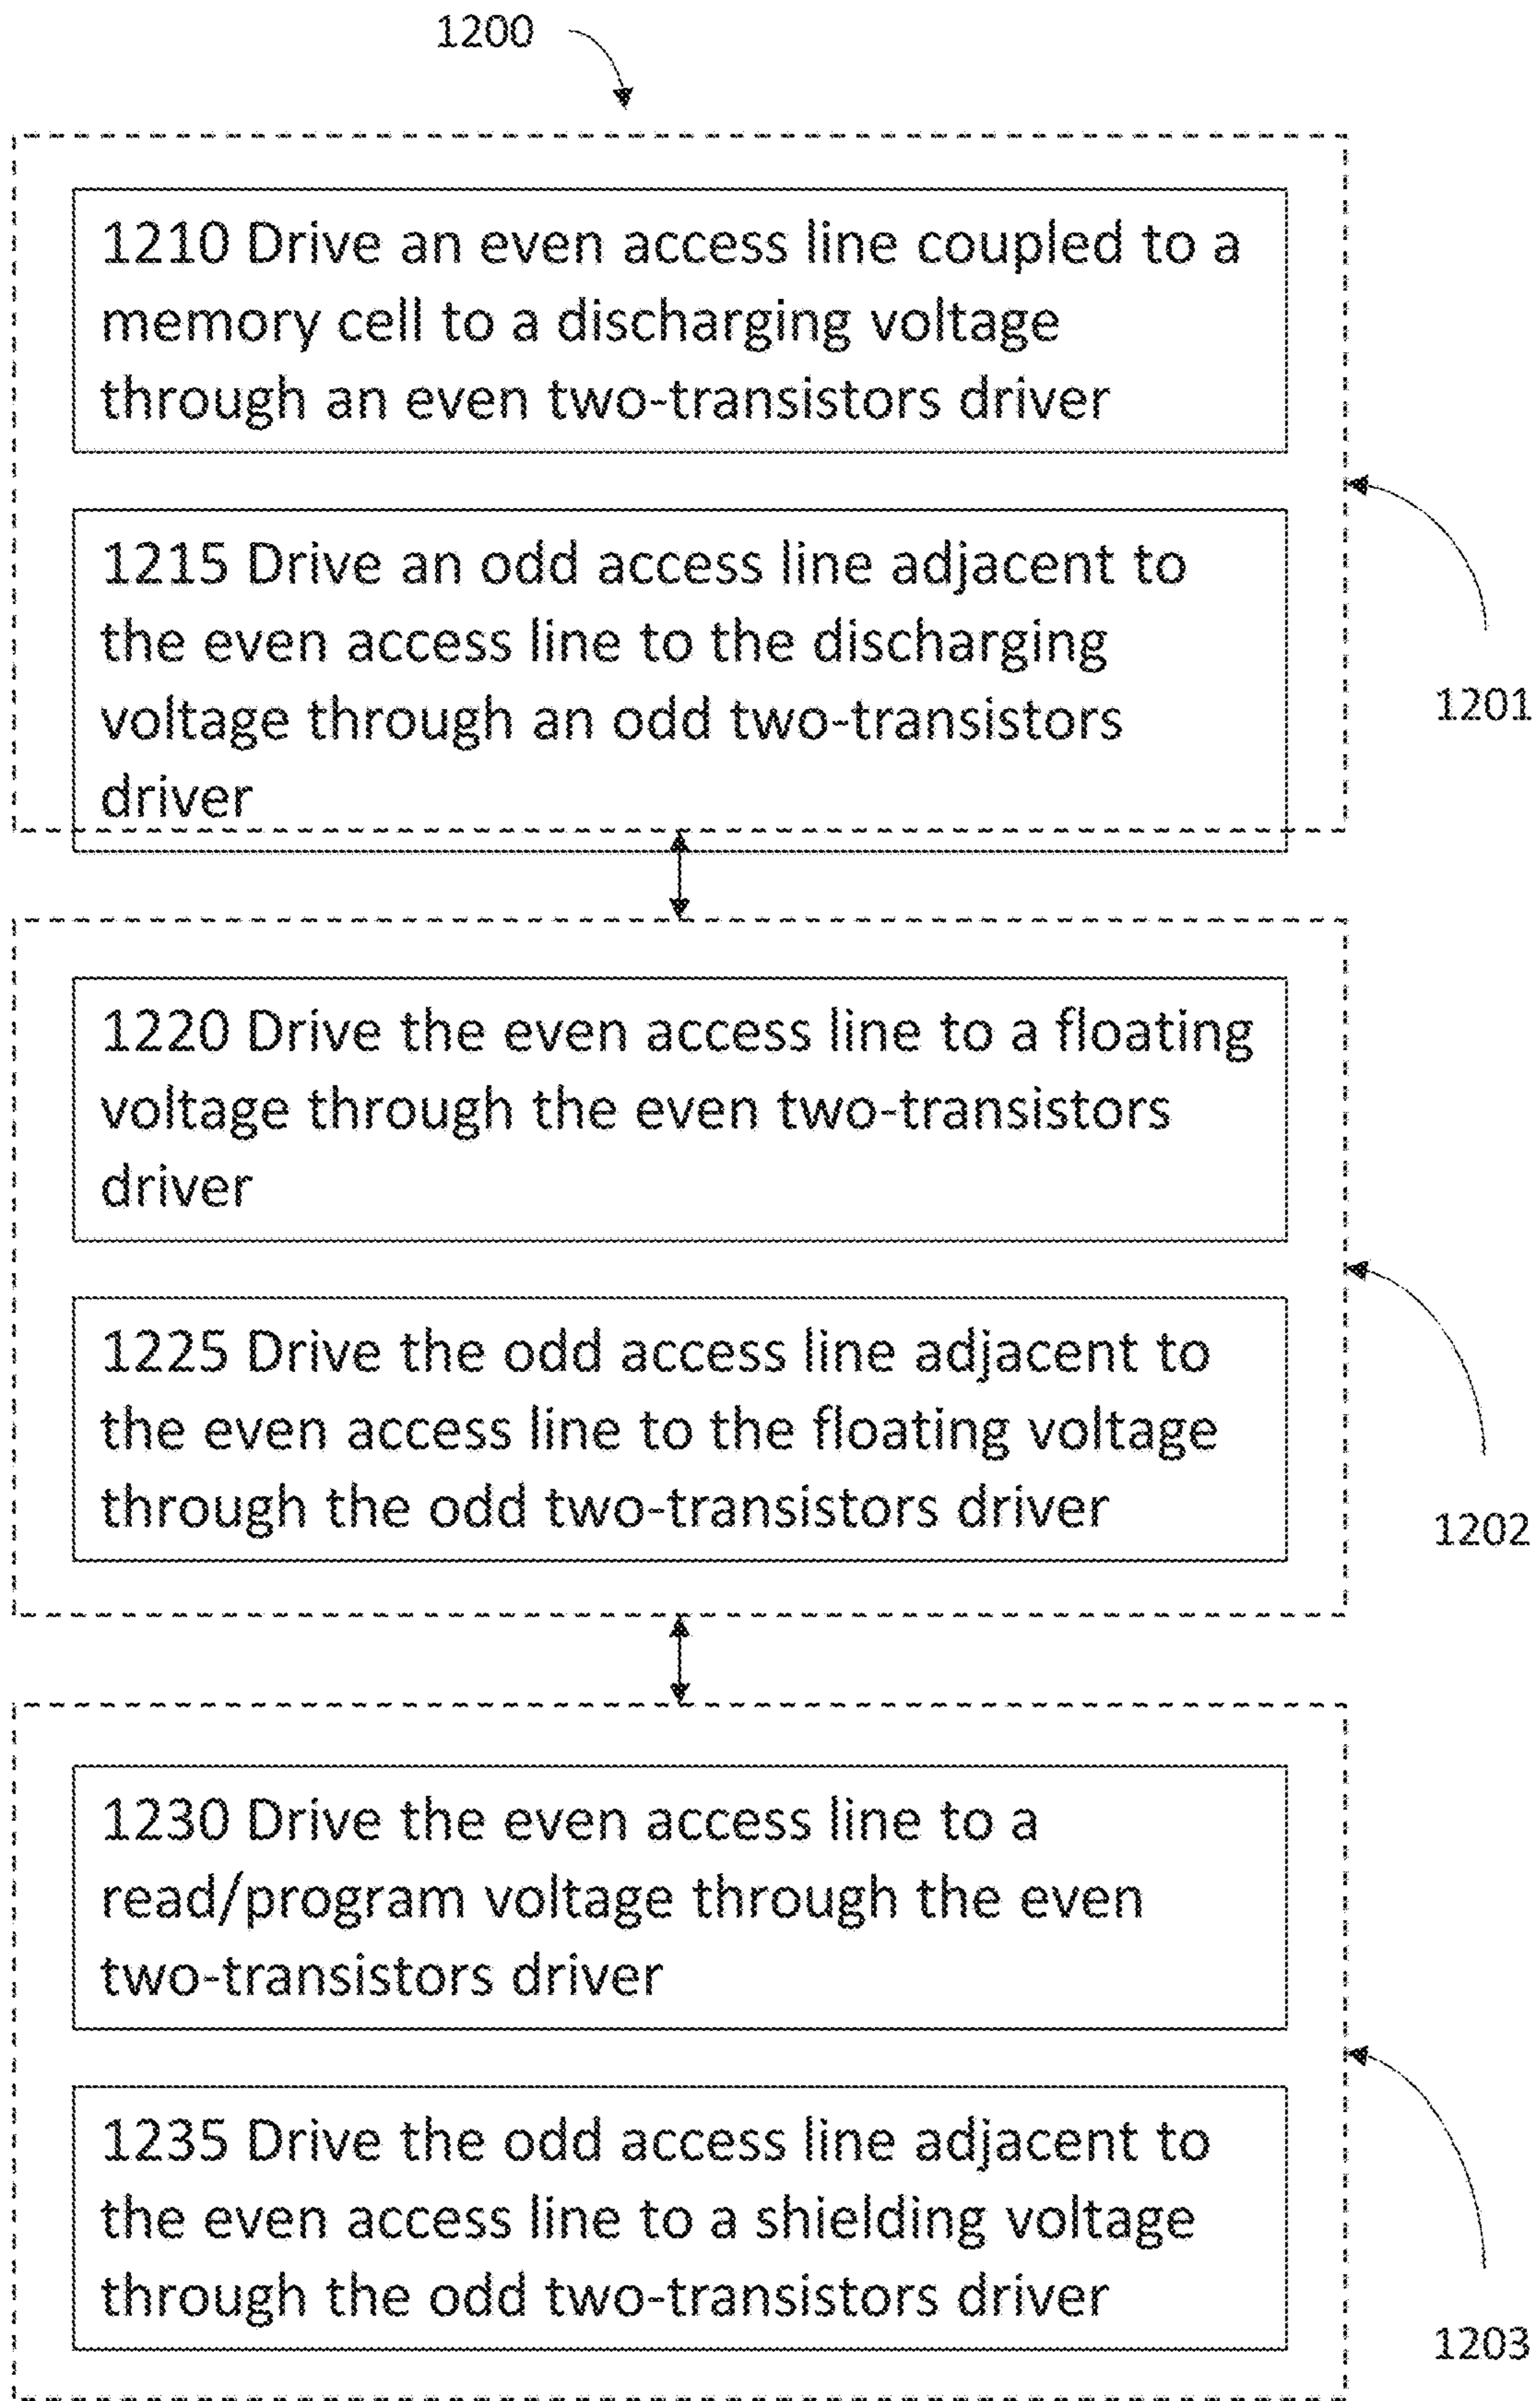 1200
1210 Drive an even access line coupled to a
memory cell to a discharging voltage
through an even two-transistors driver
1215 Drive an odd access line adjacent to
the even access line to the discharging
voltage through an odd two-transistors
driver
1201
1220 Drive the even access line to a floating
voltage through the even two-transistors
driver
1225 Drive the odd access line adjacent to
the even access line to the floating voltage
through the odd two-transistors driver
1202
1230 Drive the even access line to a
read/program voltage through the even
two-transistors driver
1235 Drive the odd access line adjacent to
the even access line to a shielding voltage
through the odd two-transistors driver
1203